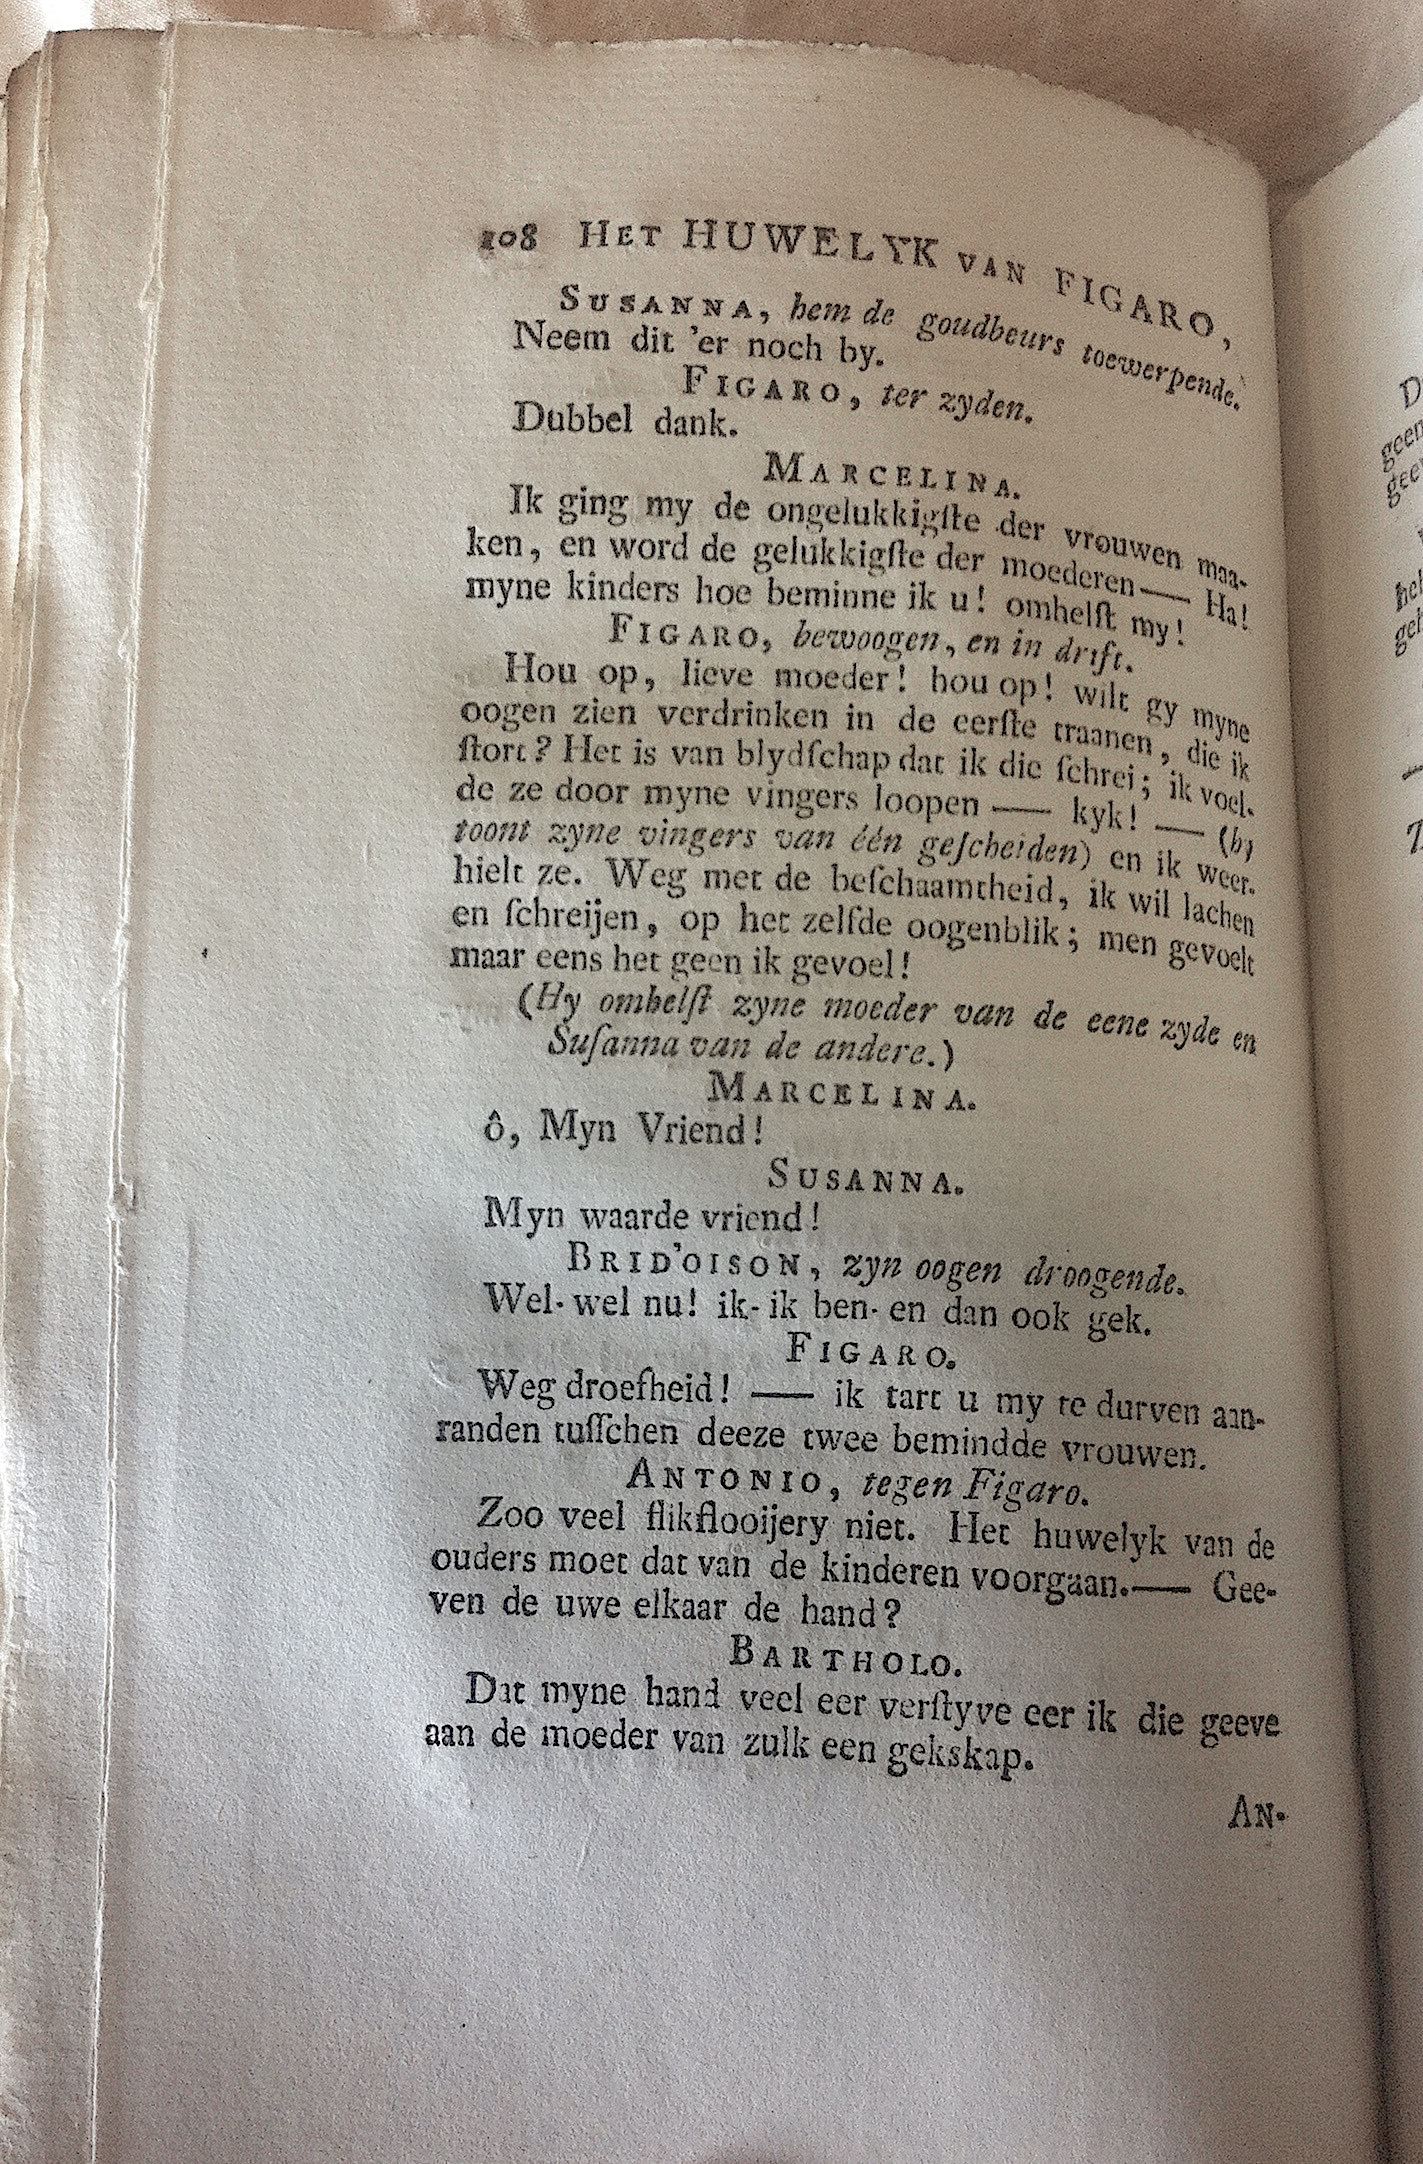 108 HET HUWELYK VAN FIGARO,
SUSANNA, hem de goudbeurs toewerpende.
Neem dit 'er noch by.
FIGARO, ter zyden.
Dubbel dank.
MARCELINA.
Ik ging my de ongelukkigſte der vrouwen maa-
ken, en word de gelukkigſte der moederen—— Ha!
myne kinders hoe beminne ik u! omhelſt my!
FIGARO, bewoogen, en in drift.
Hou op, lieve moeder! hou op! wilt gy myne
oogen zien verdrinken in de eerſte traanen, die ik
ſtort? Het is van blydſchap dat ik die ſchrei; ik voel-
de ze door myne vingers loopen —— kyk! —— (hy
toont zyne vingers van één geſcheiden) en ik weer-
hielt ze. Weg met de beſchaamtheid, ik wil lachen
en ſchreijen, op het zelfde oogenblik; men gevoelt
maar eens het geen ik gevoel!
(Hy omhelſt zyne moeder van de eene zyde en
Suſanna van de andere.)
MARCELINA.
ô, Myn Vriend!
SUSANNA.
Myn waarde vriend!
BRID'OISON, zyn oogen droogende.
Wel- wel nu! ik- ik ben- en dan ook gek.
FIGARO.
Weg droefheid! —— ik tart u my te durven aan-
randen tuſſchen deeze twee bemindde vrouwen.
ANTONIO, tegen Figaro.
Zoo veel flikflooijery niet. Het huwelyk van de
ouders moet dat van de kinderen voorgaan.—— Gee-
ven de uwe elkaar de hand?
BARTHOLO.
Dat myne hand veel eer verſtyve eer ik die geeve
aan de moeder van zulk een gekskap.
AN-